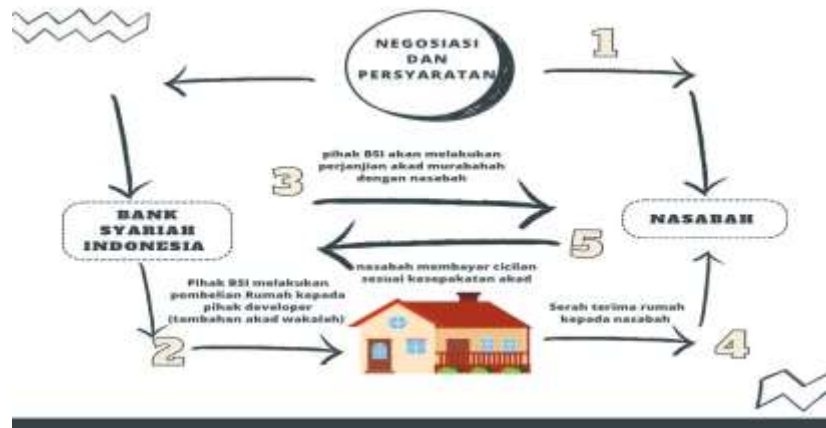 NEGOSIASI
DAN
PERSYARATAN
1
pihak BSI akan melakukan
perjanjian akad murabahah
dengan nasabah
3
BANK
SYARIAH
INDONESIA
NASABAH
5
nasabah membayar cicilan
sesuai kesepakatan akad
Pihak BSI melakukan
pembelian Rumah kepada
pihak developer
(tambahan akad wakalah)
2
Serah terima rumah
kepada nasabah
4